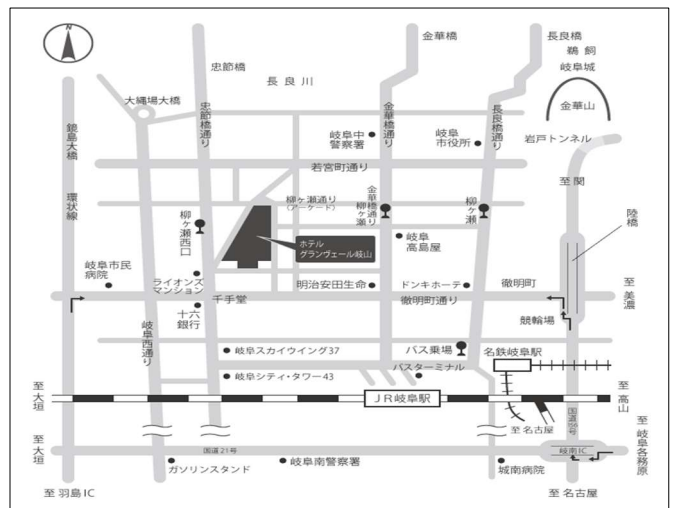 金華橋
長良橋
鵜飼
岐阜城
忠節橋
長良川
金華山
大縄場大橋
鏡島大橋
忠節橋通り
金華橋通り
長良橋通り
岐阜中
警察署
岐阜
市役所
岩戸トンネル
若宮町通り
至関
環状線
柳ヶ瀬通り
(アーケード)
金華橋通り
柳ヶ瀬
柳ヶ瀬
陸橋
柳ヶ瀬西口
ホテル
グランヴェール岐山
岐阜
高島屋
岐阜市民
病院
ライオンズ
マンション
明治安田生命
ドンキホーテ
徹明町
至美濃
千手堂
徹明町通り
十六
銀行
競輪場
岐阜西通り
岐阜スカイウイング37
バス乗場
名鉄岐阜駅
バスターミナル
岐阜シティ・タワー43
至大垣
JR岐阜駅
至高山
至名古屋
国道156号
至大垣
国道21号
岐南IC
至岐阜各務原
ガソリンスタンド
岐阜南警察署
城南病院
至羽島IC
至名古屋